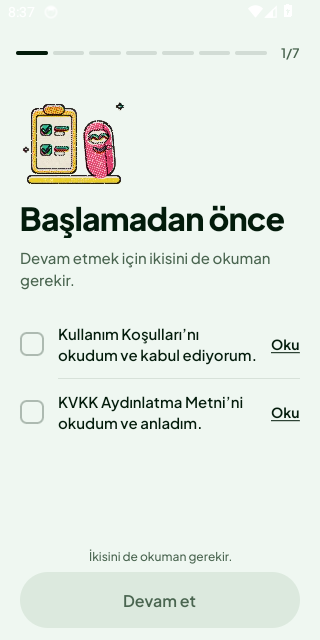 8:37
1/7
Başlamadan önce
Devam etmek için ikisini de okuman
gerekir.
Kullanım Koşulları’nı
okudum ve kabul ediyorum.
Oku
KVKK Aydınlatma Metni’ni
okudum ve anladım.
Oku
İkisini de okuman gerekir.
Devam et